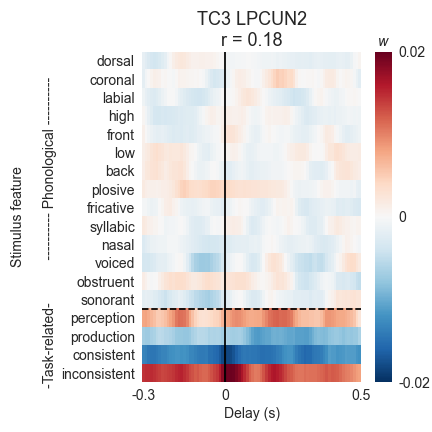 TC3 LPCUN2
r = 0.18
w
dorsal
coronal
labial
high
front
low
back
plosive
fricative
syllabic
nasal
voiced
obstruent
sonorant
perception
production
consistent
inconsistent
Stimulus feature
----------- Phonological ----------
-Task-related-
0.02
0
-0.02
-0.3
0
0.5
Delay (s)